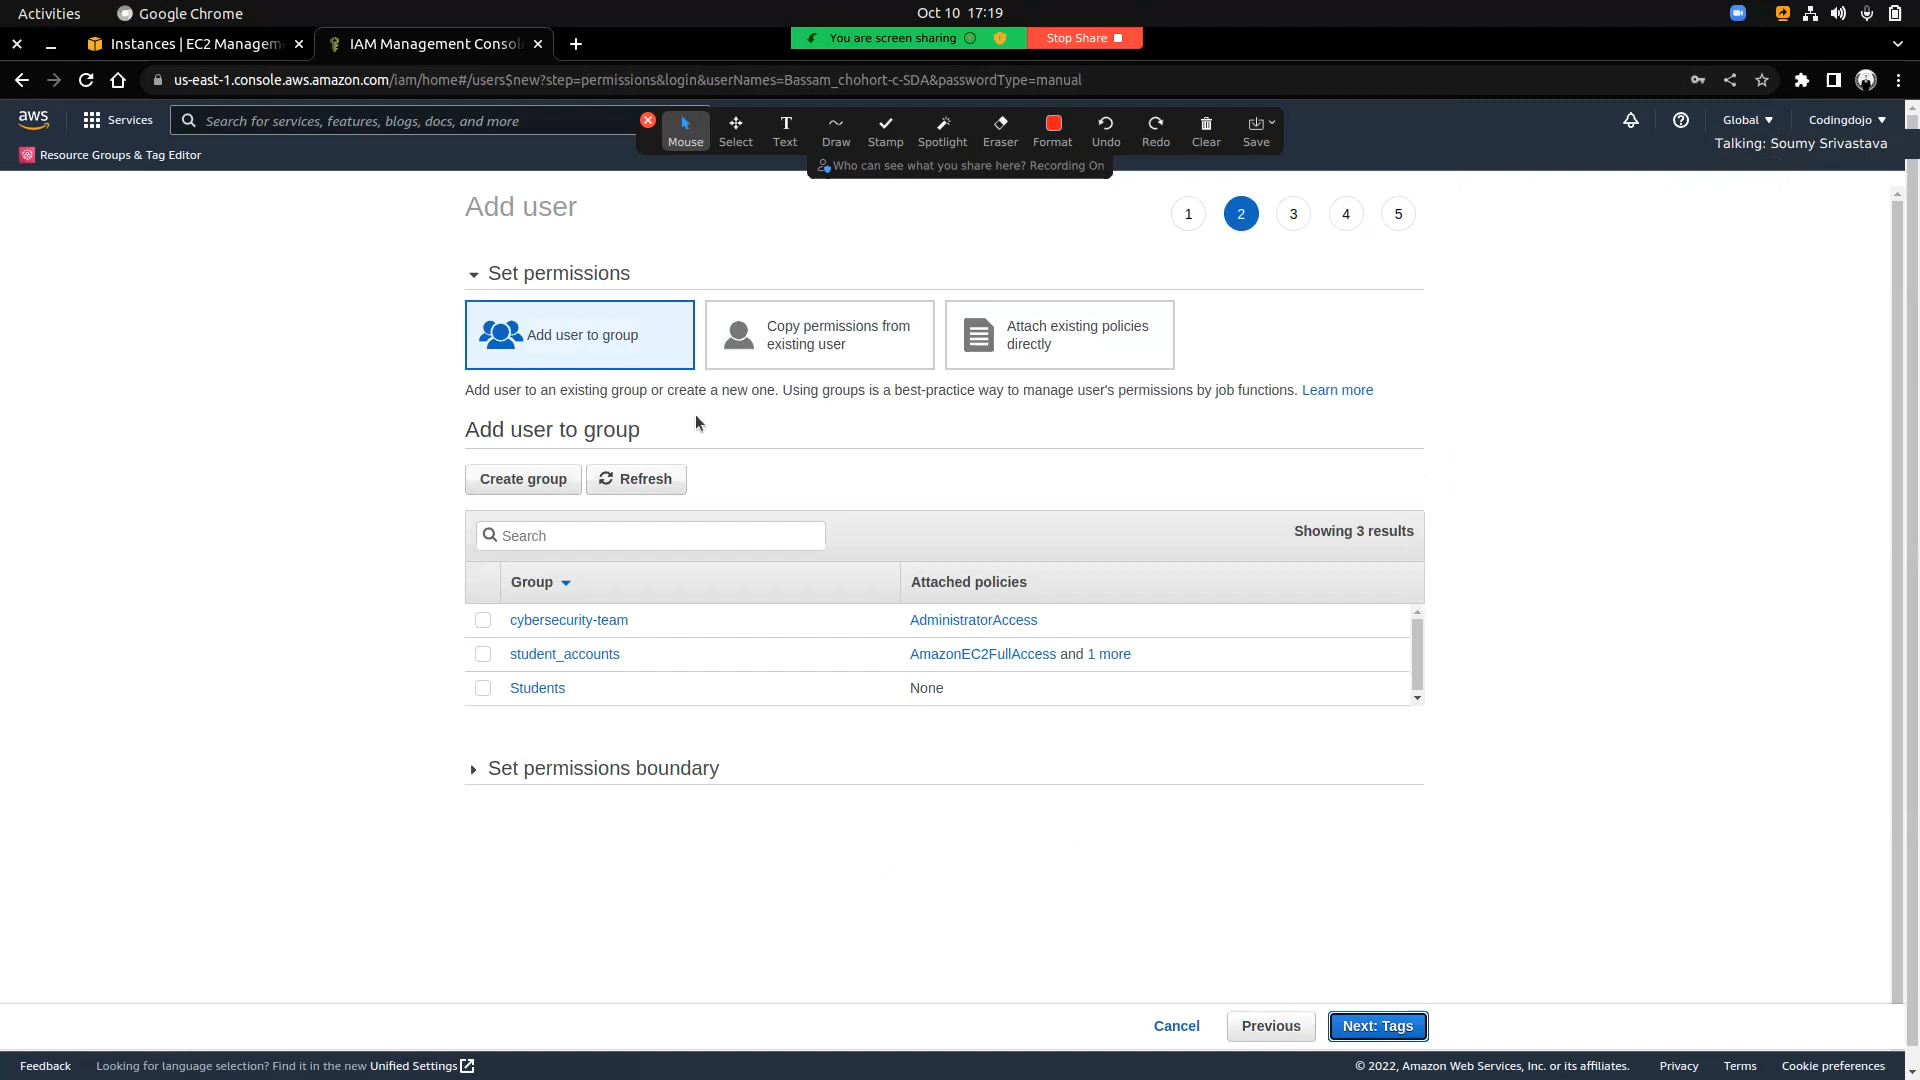 Activities
Google Chrome
Oct 10 17:19
Instances | EC2 Managem
IAM Management Consol
You are screen sharing
Stop Share
us-east-1.console.aws.amazon.com/iam/home#/users$new?step=permissions&login&userNames=Bassam_chohort-c-SDA&passwordType=manual
aws
Services
Search for services, features, blogs, docs, and more
Mouse
Select
Text
Draw
Stamp
Spotlight
Eraser
Format
Undo
Redo
Clear
Save
Global
Codingdojo
Resource Groups & Tag Editor
Talking: Soumy Srivastava
Who can see what you share here? Recording On
Add user
1
2
3
4
5
Set permissions
Add user to group
Copy permissions from
existing user
Attach existing policies
directly
Add user to an existing group or create a new one. Using groups is a best-practice way to manage user's permissions by job functions. Learn more
Add user to group
Create group
Refresh
Search
Showing 3 results
Group
Attached policies
cybersecurity-team
AdministratorAccess
student_accounts
AmazonEC2FullAccess and 1 more
Students
None
Set permissions boundary
Cancel
Previous
Next: Tags
Feedback
Looking for language selection? Find it in the new Unified Settings
© 2022, Amazon Web Services, Inc. or its affiliates.
Privacy
Terms
Cookie preferences